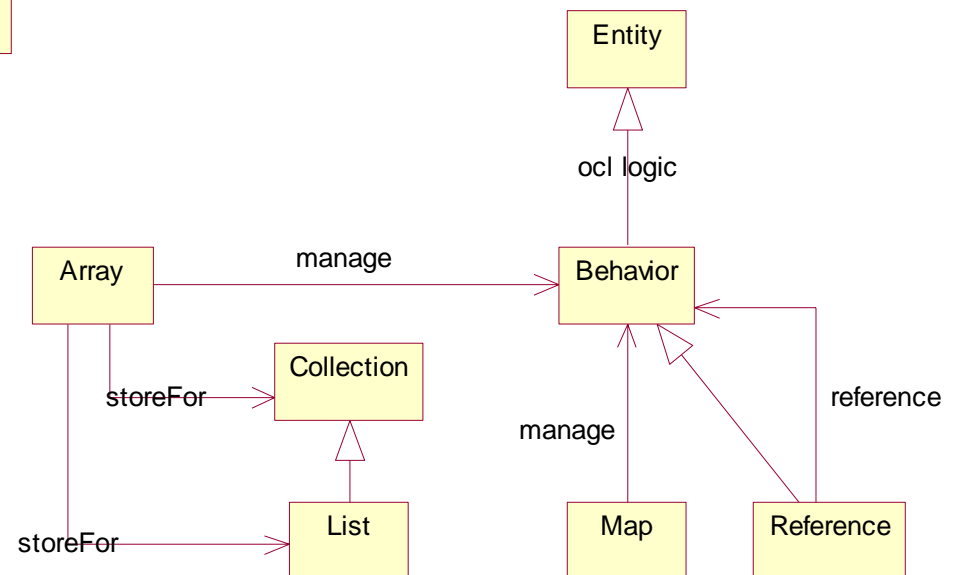 Entity
ocl logic
Array
manage
Behavior
Collection
storeFor
reference
manage
List
Map
Reference
storeFor